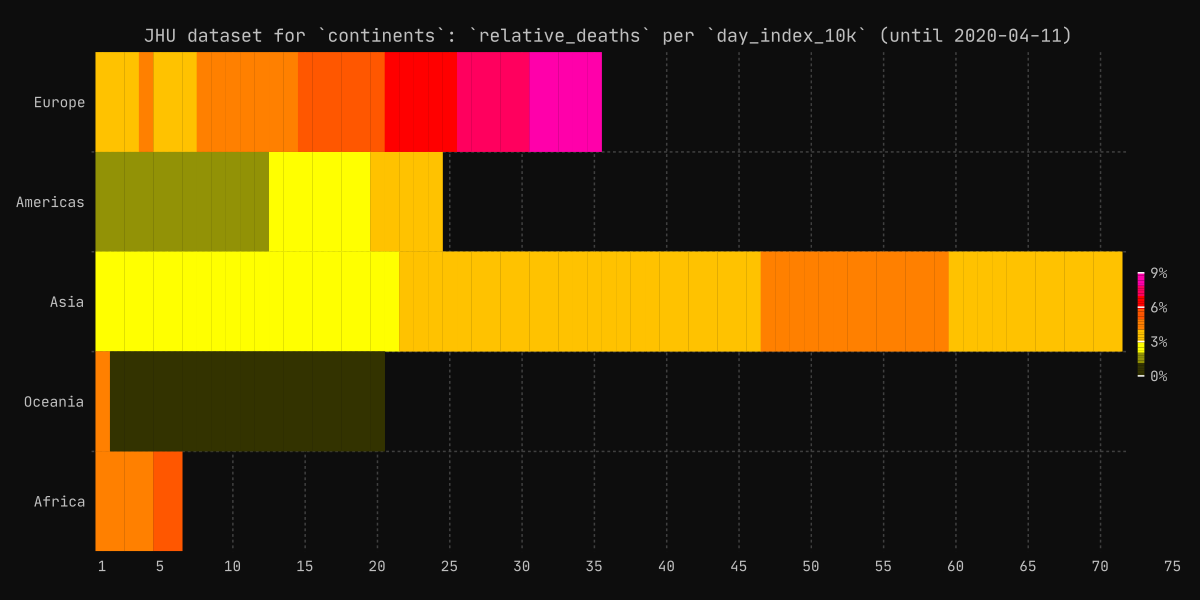 JHU dataset for `continents`: `relative_deaths` per `day_index_10k` (until 2020-04-11)
Europe
Americas
Asia
Oceania
Africa
9%
6%
3%
0%
1 5 10 15 20 25 30 35 40 45 50 55 60 65 70 75